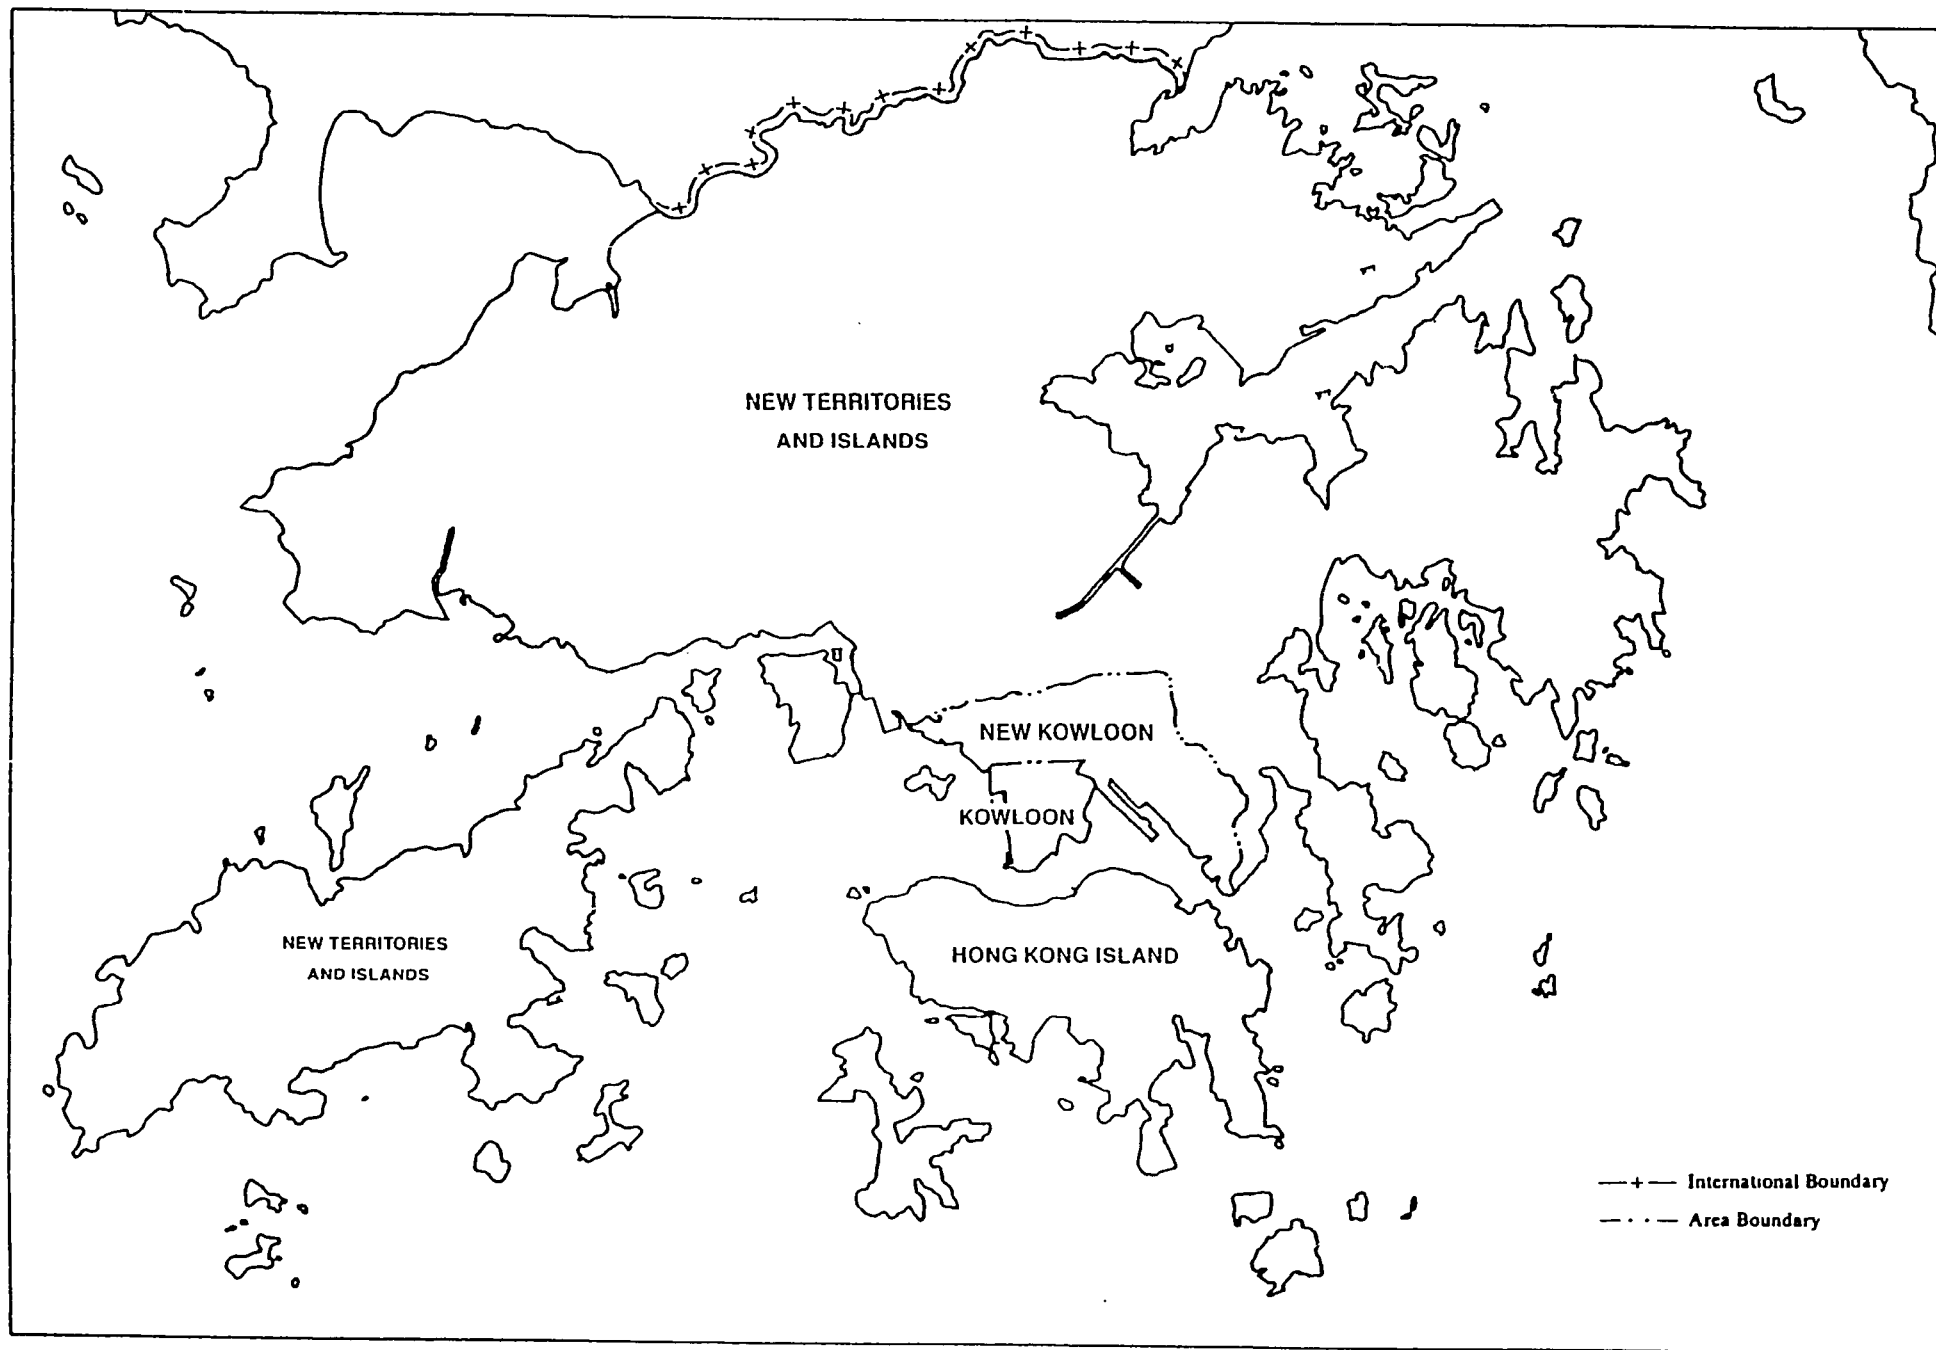 NEW TERRITORIES
AND ISLANDS
NEW KOWLOON
KOWLOON
NEW TERRITORIES
AND ISLANDS
HONG KONG ISLAND
International Boundary
Area Boundary